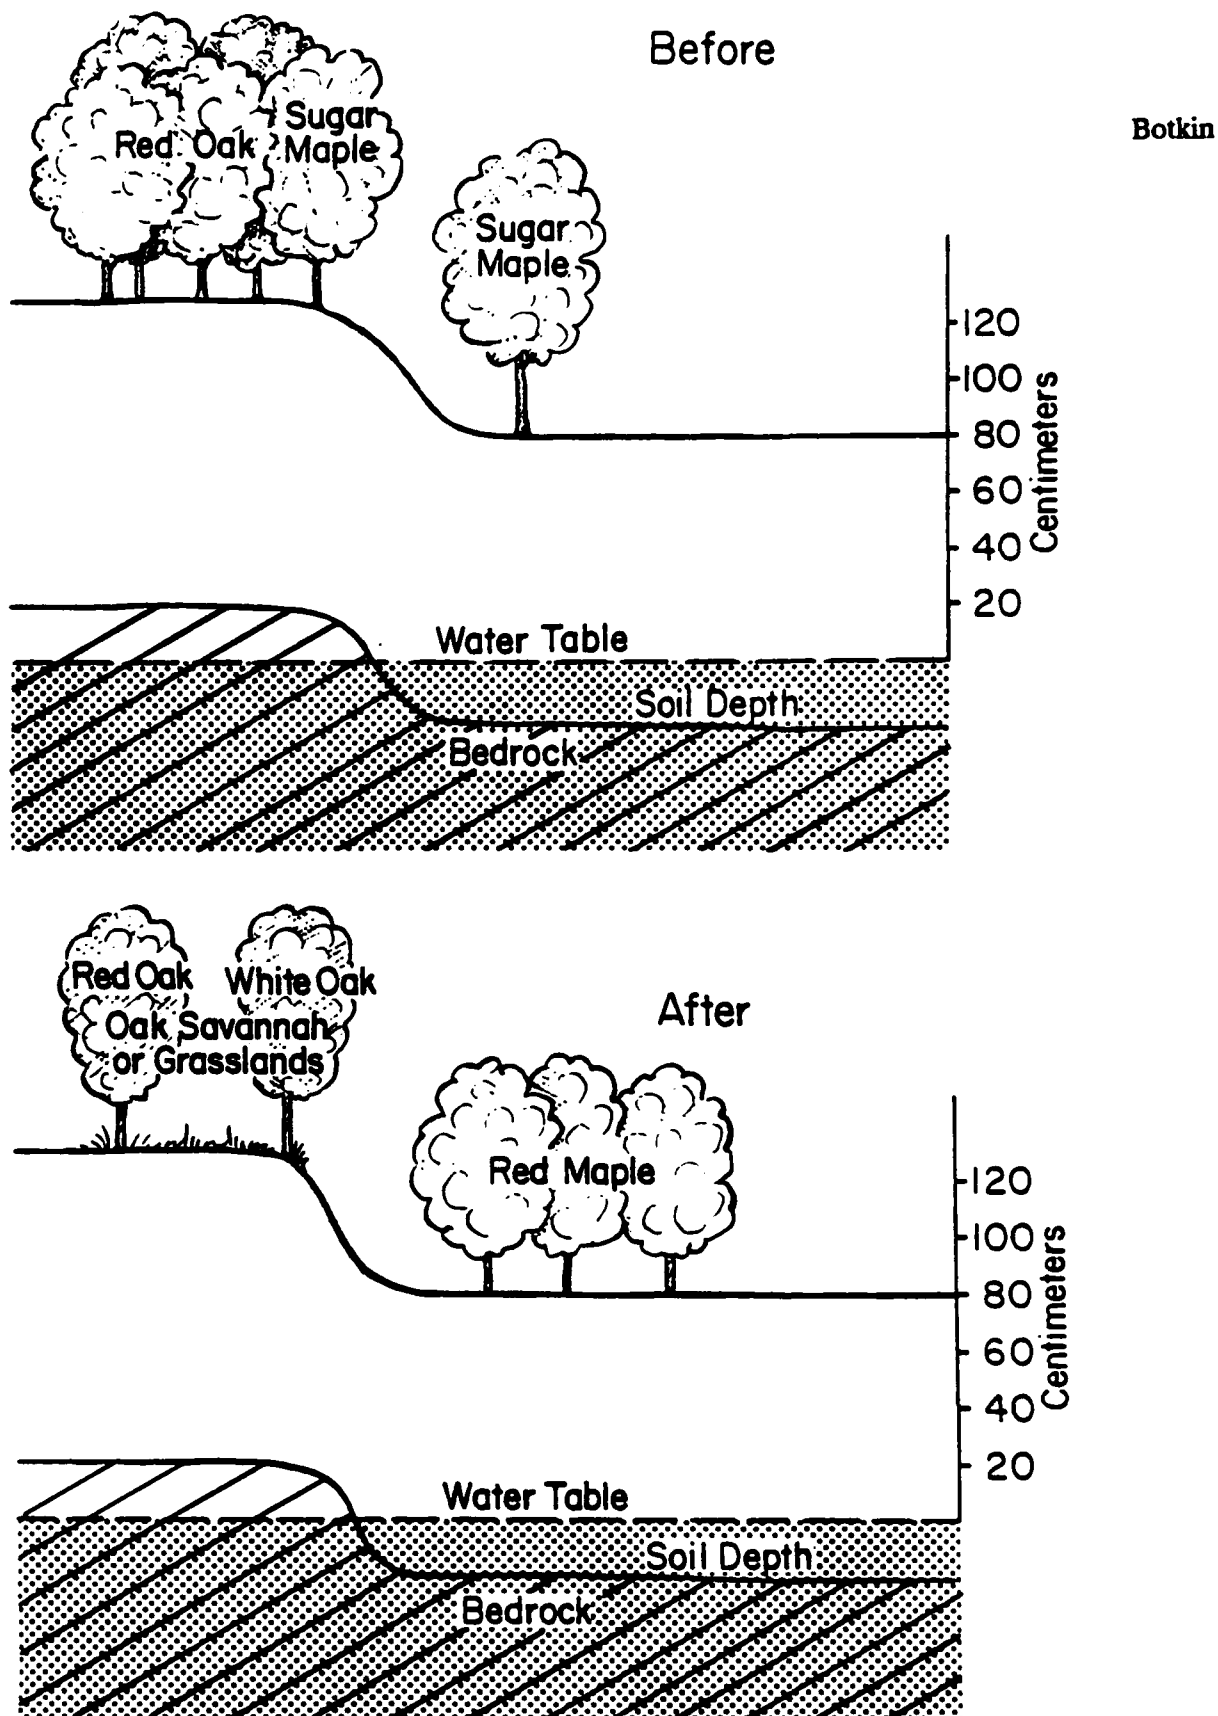 Before
Botkin
Red Oak
Sugar
Maple
Sugar
Maple
120
100
80
60
40
20
Centimeters
Water Table
Soil Depth
Bedrock
After
Red Oak
White Oak
Oak Savannah
or Grasslands
Red Maple
120
100
80
60
40
20
Centimeters
Water Table
Soil Depth
Bedrock